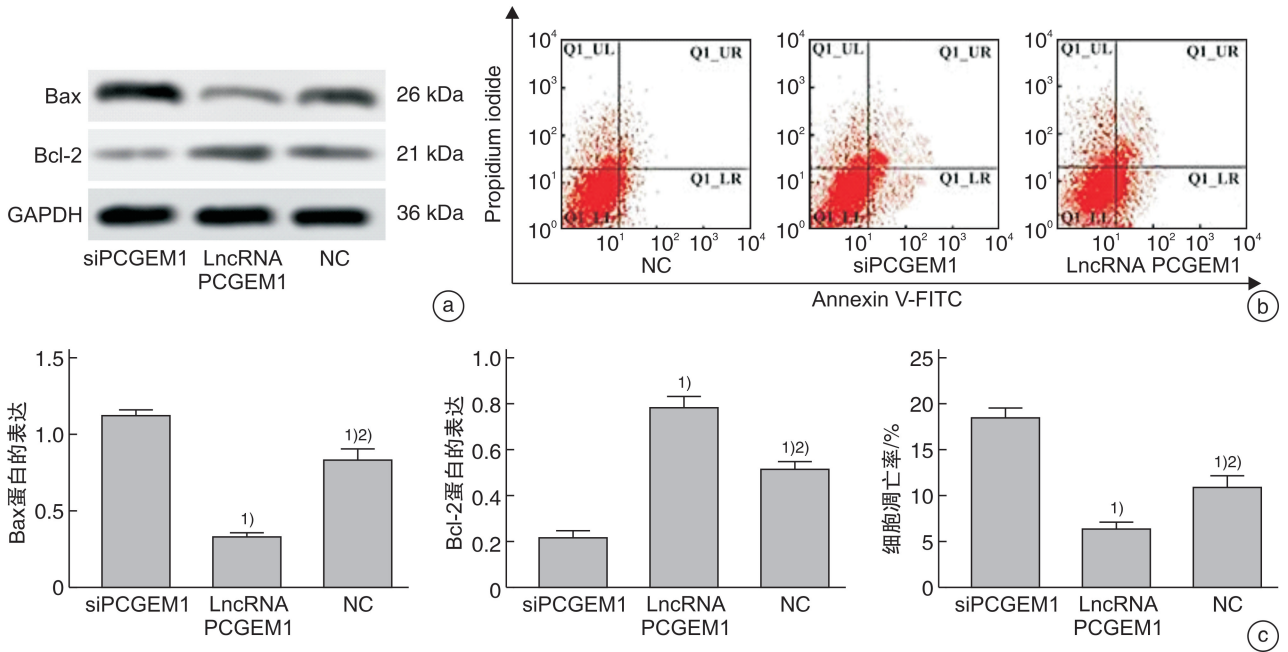 Bax
26 kDa
Bcl-2
21 kDa
GAPDH
36 kDa
siPCGEM1
LncRNA
PCGEM1
NC
a
Propidium iodide
10⁴
10³
10²
10¹
10⁰
Q1_UL
Q1_UR
Q1_LR
Q1_LL
10¹
10²
10³
10⁴
NC
10⁴
10³
10²
10¹
10⁰
Q1_UL
Q1_UR
Q1_LR
Q1_LL
10¹
10²
10³
10⁴
siPCGEM1
10⁴
10³
10²
10¹
10⁰
Q1_UL
Q1_UR
Q1_LR
Q1_LL
10¹
10²
10³
10⁴
LncRNA PCGEM1
Annexin V-FITC
b
Bax蛋白的表达
1.5
1.0
0.5
0
1)
1)2)
siPCGEM1
LncRNA
PCGEM1
NC
Bcl-2蛋白的表达
1.0
0.8
0.6
0.4
0.2
0
1)
1)2)
siPCGEM1
LncRNA
PCGEM1
NC
细胞凋亡率/%
25
20
15
10
5
0
1)
1)2)
siPCGEM1
LncRNA
PCGEM1
NC
c